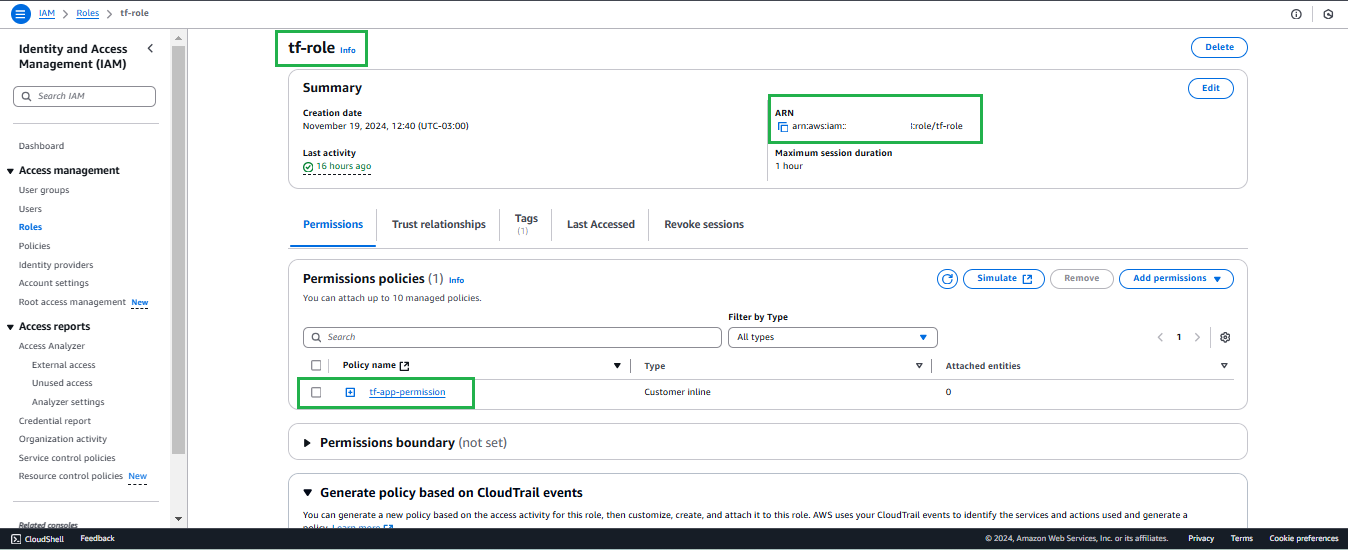 IAM > Roles > tf-role
Identity and Access
Management (IAM)
Search IAM
Dashboard
Access management
User groups
Users
Roles
Policies
Identity providers
Account settings
Root access management New
Access reports
Access Analyzer
External access
Unused access
Analyzer settings
Credential report
Organization activity
Service control policies
Resource control policies New
Related consoles
tf-role Info
Delete
Summary
Edit
Creation date
November 19, 2024, 12:40 (UTC-03:00)
ARN
arn:aws:iam:: :role/tf-role
Last activity
16 hours ago
Maximum session duration
1 hour
Permissions
Trust relationships
Tags
(1)
Last Accessed
Revoke sessions
Permissions policies (1) Info
Simulate
Remove
Add permissions
You can attach up to 10 managed policies.
Filter by Type
Search
All types
1
Policy name
Type
Attached entities
tf-app-permission
Customer inline
0
Permissions boundary (not set)
Generate policy based on CloudTrail events
You can generate a new policy based on the access activity for this role, then customize, create, and attach it to this role. AWS uses your CloudTrail events to identify the services and actions used and generate a
policy. Learn more
CloudShell Feedback
© 2024, Amazon Web Services, Inc. or its affiliates. Privacy Terms Cookie preferences